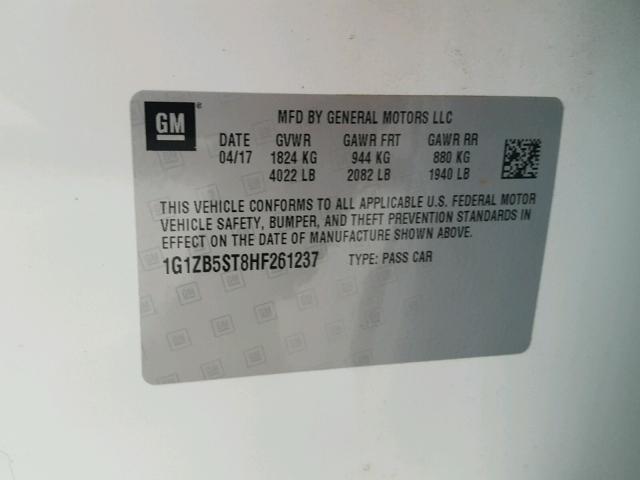 GM ®
MFD BY GENERAL MOTORS LLC
DATE GVWR GAWR FRT GAWR RR
04/17 1824 KG 944 KG 880 KG
4022 LB 2082 LB 1940 LB
THIS VEHICLE CONFORMS TO ALL APPLICABLE U.S. FEDERAL MOTOR
VEHICLE SAFETY, BUMPER, AND THEFT PREVENTION STANDARDS IN
EFFECT ON THE DATE OF MANUFACTURE SHOWN ABOVE.
1G1ZB5ST8HF261237 TYPE: PASS CAR